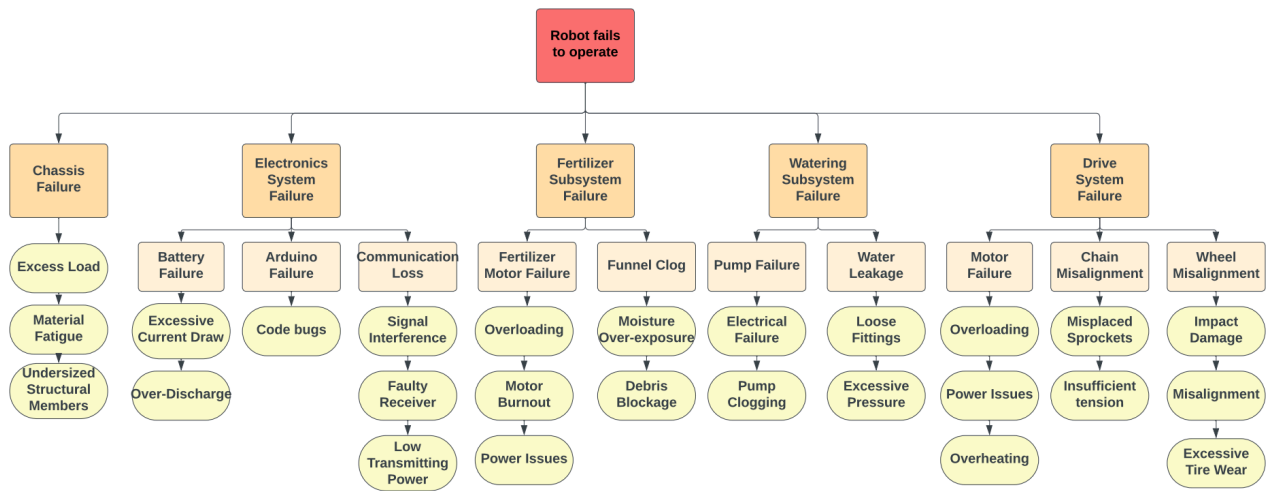 Robot fails
to operate
Chassis
Failure
Electronics
System
Failure
Fertilizer
Subsystem
Failure
Watering
Subsystem
Failure
Drive
System
Failure
Excess Load
Material
Fatigue
Undersized
Structural
Members
Battery
Failure
Excessive
Current Draw
Over-Discharge
Arduino
Failure
Code bugs
Communication
Loss
Signal
Interference
Faulty
Receiver
Low
Transmitting
Power
Fertilizer
Motor Failure
Overloading
Motor
Burnout
Power Issues
Funnel Clog
Moisture
Over-exposure
Debris
Blockage
Pump Failure
Electrical
Failure
Pump
Clogging
Water
Leakage
Loose
Fittings
Excessive
Pressure
Motor
Failure
Overloading
Power Issues
Overheating
Chain
Misalignment
Misplaced
Sprockets
Insufficient
tension
Wheel
Misalignment
Impact
Damage
Misalignment
Excessive
Tire Wear